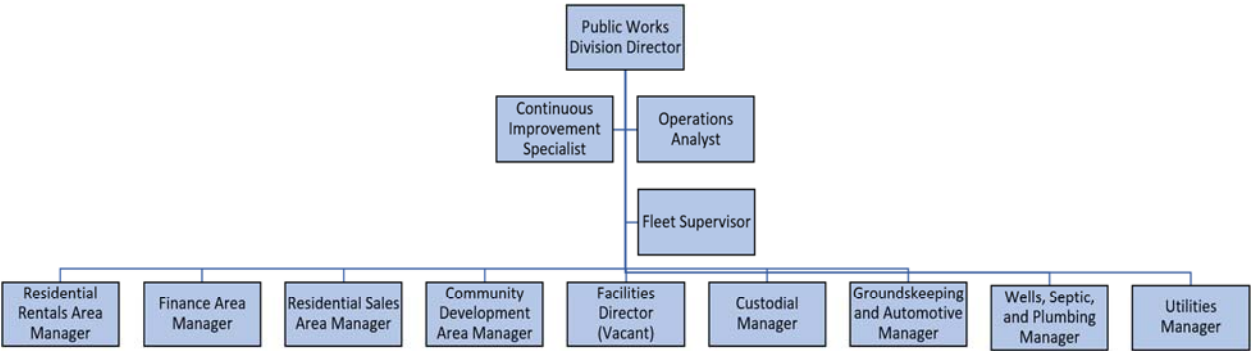 Public Works
Division Director
Continuous
Improvement
Specialist
Operations
Analyst
Fleet Supervisor
Residential
Rentals Area
Manager
Finance Area
Manager
Residential Sales
Area Manager
Community
Development
Area Manager
Facilities
Director
(Vacant)
Custodial
Manager
Groundskeeping
and Automotive
Manager
Wells, Septic,
and Plumbing
Manager
Utilities
Manager